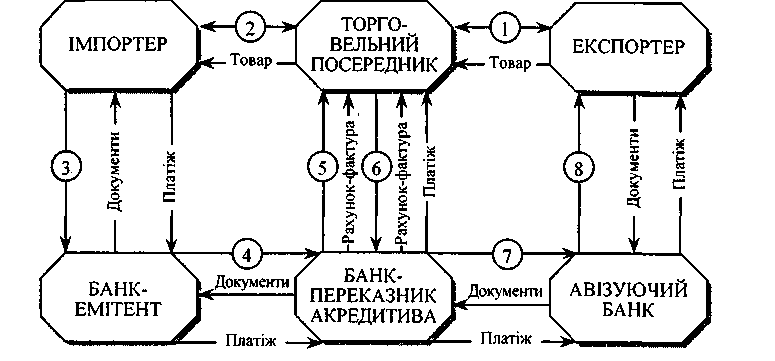 ІМПОРТЕР
2
ТОРГО-
ВЕЛЬНИЙ
ПОСЕРЕДНИК
1
ЕКСПОРТЕР
Товар
Товар
3
Документи
Платіж
5
Рахунок-фактура
6
Рахунок-фактура
Платіж
8
Документи
Платіж
4
7
БАНК-
ЕМІТЕНТ
Документи
БАНК-
ПЕРЕКАЗНИК
АКРЕДИТИВА
Документи
АВІЗУЮЧИЙ
БАНК
Платіж
Платіж